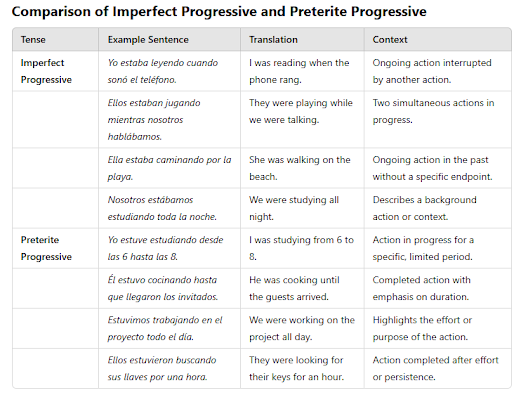 Comparison of Imperfect Progressive and Preterite Progressive
Tense Example Sentence Translation Context
Imperfect Progressive
Yo estaba leyendo cuando sonó el teléfono.
I was reading when the phone rang.
Ongoing action interrupted by another action.
Ellos estaban jugando mientras nosotros hablábamos.
They were playing while we were talking.
Two simultaneous actions in progress.
Ella estaba caminando por la playa.
She was walking on the beach.
Ongoing action in the past without a specific endpoint.
Nosotros estábamos estudiando toda la noche.
We were studying all night.
Describes a background action or context.
Preterite Progressive
Yo estuve estudiando desde las 6 hasta las 8.
I was studying from 6 to 8.
Action in progress for a specific, limited period.
Él estuvo cocinando hasta que llegaron los invitados.
He was cooking until the guests arrived.
Completed action with emphasis on duration.
Estuvimos trabajando en el proyecto todo el día.
We were working on the project all day.
Highlights the effort or purpose of the action.
Ellos estuvieron buscando sus llaves por una hora.
They were looking for their keys for an hour.
Action completed after effort or persistence.